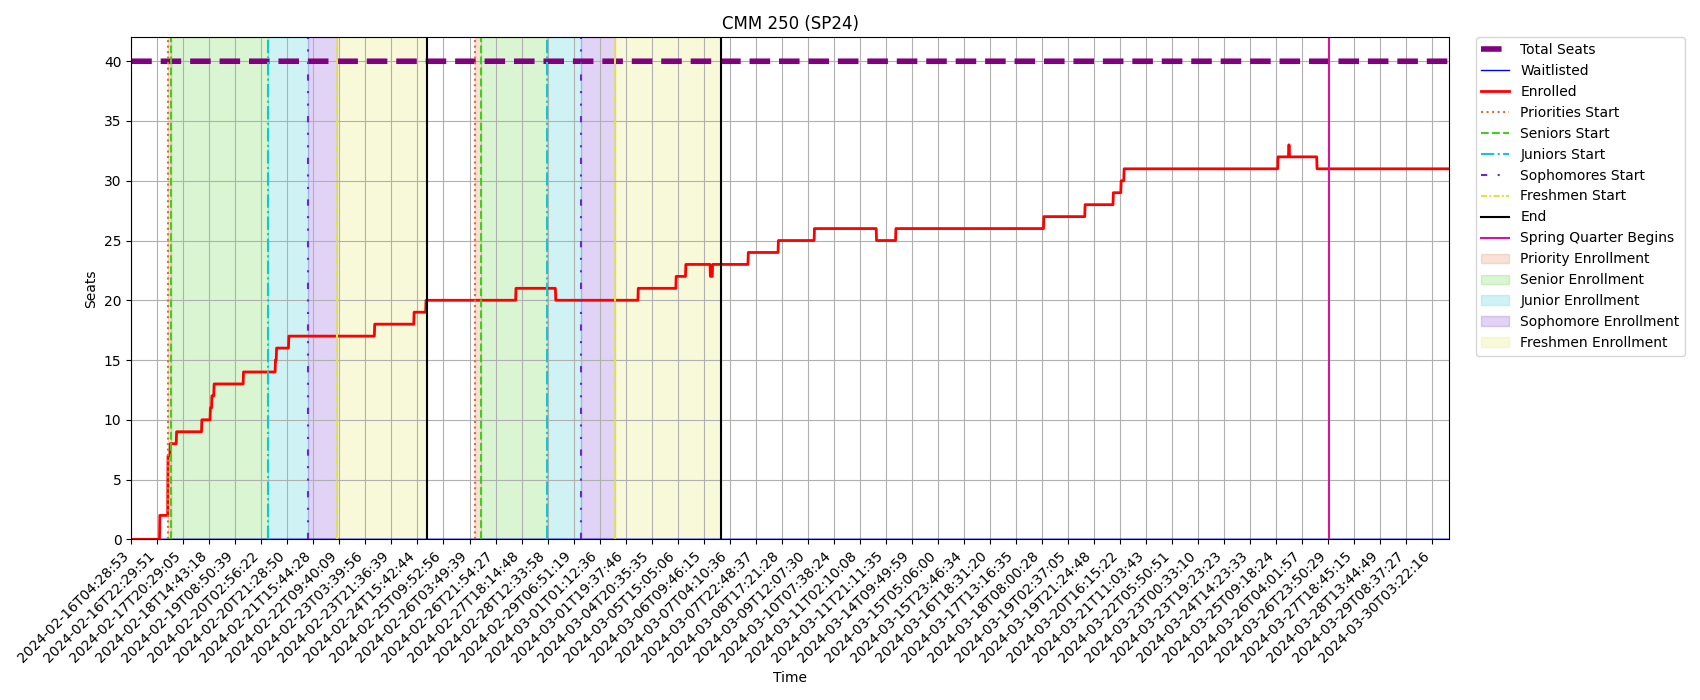 CMM 250 (SP24)
Seats
40
35
30
25
20
15
10
5
0
2024-02-16T04:28:53
2024-02-16T22:29:51
2024-02-17T20:29:05
2024-02-18T14:43:18
2024-02-19T08:50:39
2024-02-20T02:56:22
2024-02-20T21:28:50
2024-02-21T15:44:28
2024-02-22T09:40:09
2024-02-23T03:39:56
2024-02-23T21:36:39
2024-02-24T15:42:44
2024-02-25T09:52:56
2024-02-26T03:49:39
2024-02-26T21:54:27
2024-02-27T18:14:48
2024-02-28T12:33:58
2024-02-29T06:51:19
2024-03-01T01:12:36
2024-03-01T19:37:46
2024-03-04T20:35:35
2024-03-05T15:05:06
2024-03-06T09:46:15
2024-03-07T04:10:36
2024-03-07T22:48:37
2024-03-08T17:21:28
2024-03-09T12:07:30
2024-03-10T07:38:24
2024-03-11T02:10:08
2024-03-11T21:11:35
2024-03-14T09:49:59
2024-03-15T05:06:00
2024-03-15T23:46:34
2024-03-16T18:31:20
2024-03-17T13:16:35
2024-03-18T08:00:28
2024-03-19T02:37:05
2024-03-19T21:24:48
2024-03-20T16:15:22
2024-03-21T11:03:43
2024-03-22T05:50:51
2024-03-23T00:33:10
2024-03-23T19:23:23
2024-03-24T14:23:33
2024-03-25T09:18:24
2024-03-26T04:01:57
2024-03-26T23:50:29
2024-03-27T18:45:15
2024-03-28T13:44:49
2024-03-29T08:37:27
2024-03-30T03:22:16
Time
Total Seats
Waitlisted
Enrolled
Priorities Start
Seniors Start
Juniors Start
Sophomores Start
Freshmen Start
End
Spring Quarter Begins
Priority Enrollment
Senior Enrollment
Junior Enrollment
Sophomore Enrollment
Freshmen Enrollment